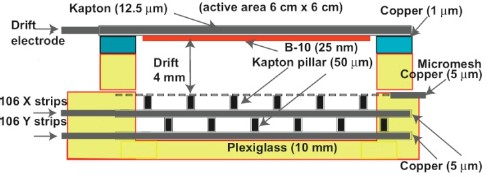 Kapton (12.5 µm)
(active area 6 cm x 6 cm)
Copper (1 µm)
Drift
electrode
B-10 (25 nm)
Drift
4 mm
Kapton pillar (50 µm)
Micromesh
Copper (5 µm)
106 X strips
106 Y strips
Plexiglass (10 mm)
Copper (5 µm)